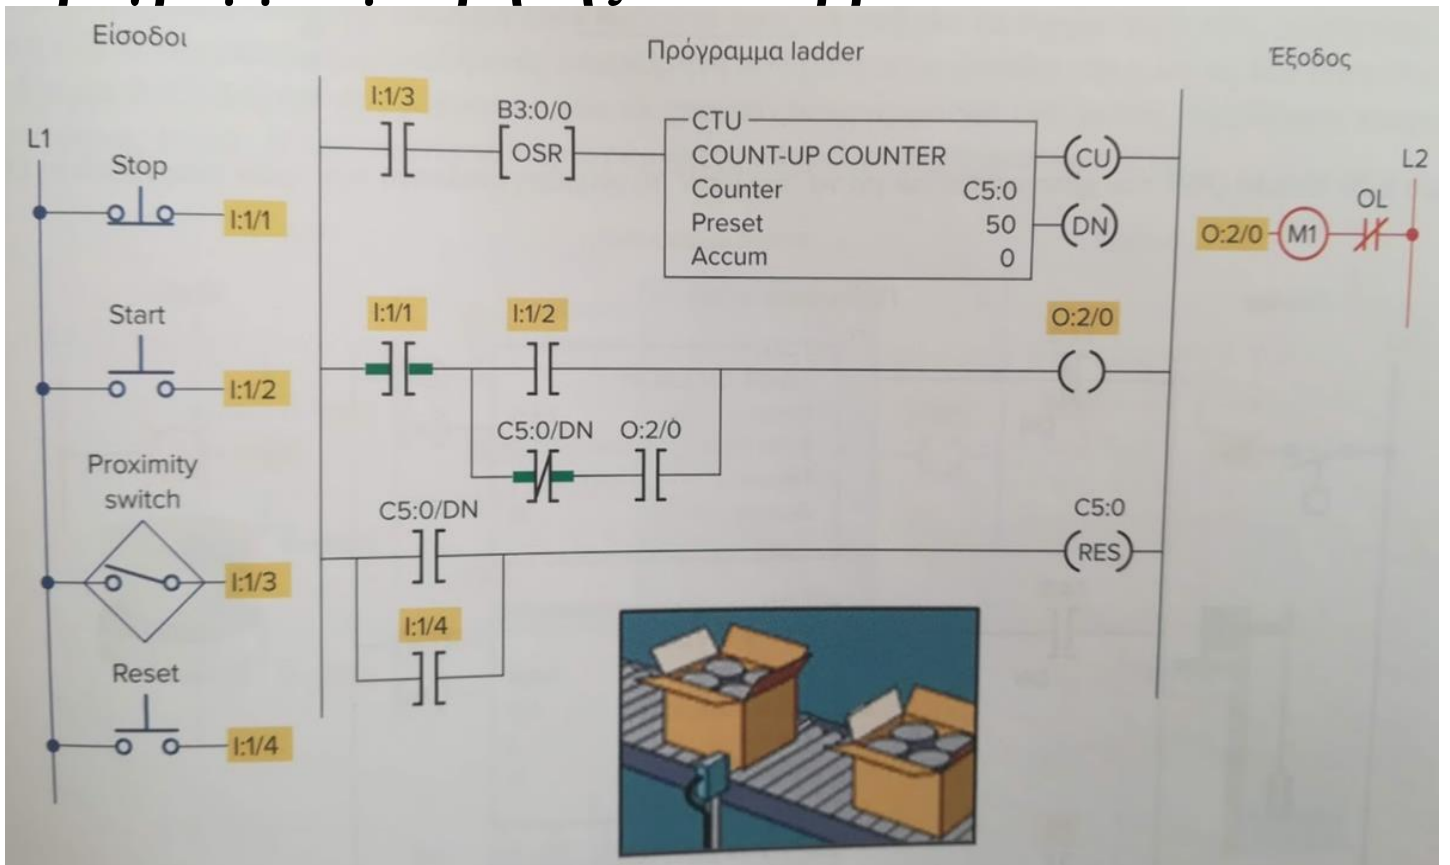 Είσοδοι
Πρόγραμμα ladder
Έξοδος
L1
Stop
I:1/1
Start
I:1/2
Proximity
switch
I:1/3
Reset
I:1/4
I:1/3
B3:0/0
OSR
CTU
COUNT-UP COUNTER
Counter C5:0
Preset 50
Accum 0
CU
DN
I:1/1
I:1/2
O:2/0
C5:0/DN O:2/0
C5:0/DN
C5:0
RES
I:1/4
L2
OL
O:2/0
M1